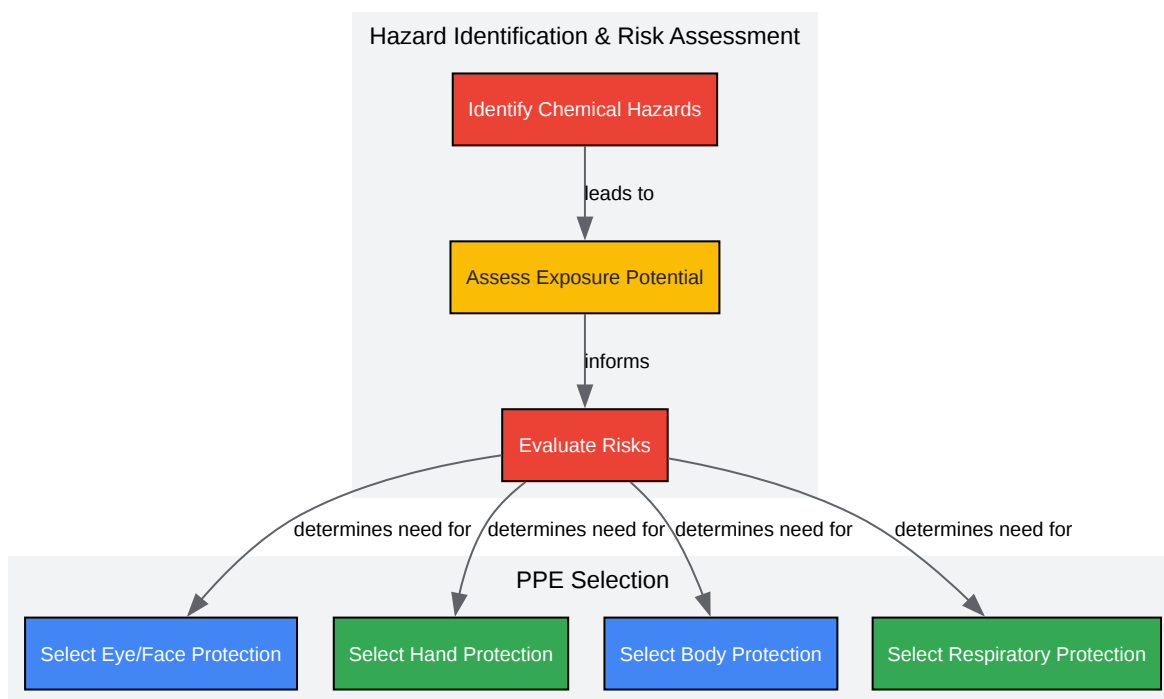 Hazard Identification & Risk Assessment
Identify Chemical Hazards
leads to
Assess Exposure Potential
informs
Evaluate Risks
determines need for
determines need for
determines need for
determines need for
PPE Selection
Select Eye/Face Protection
Select Hand Protection
Select Body Protection
Select Respiratory Protection